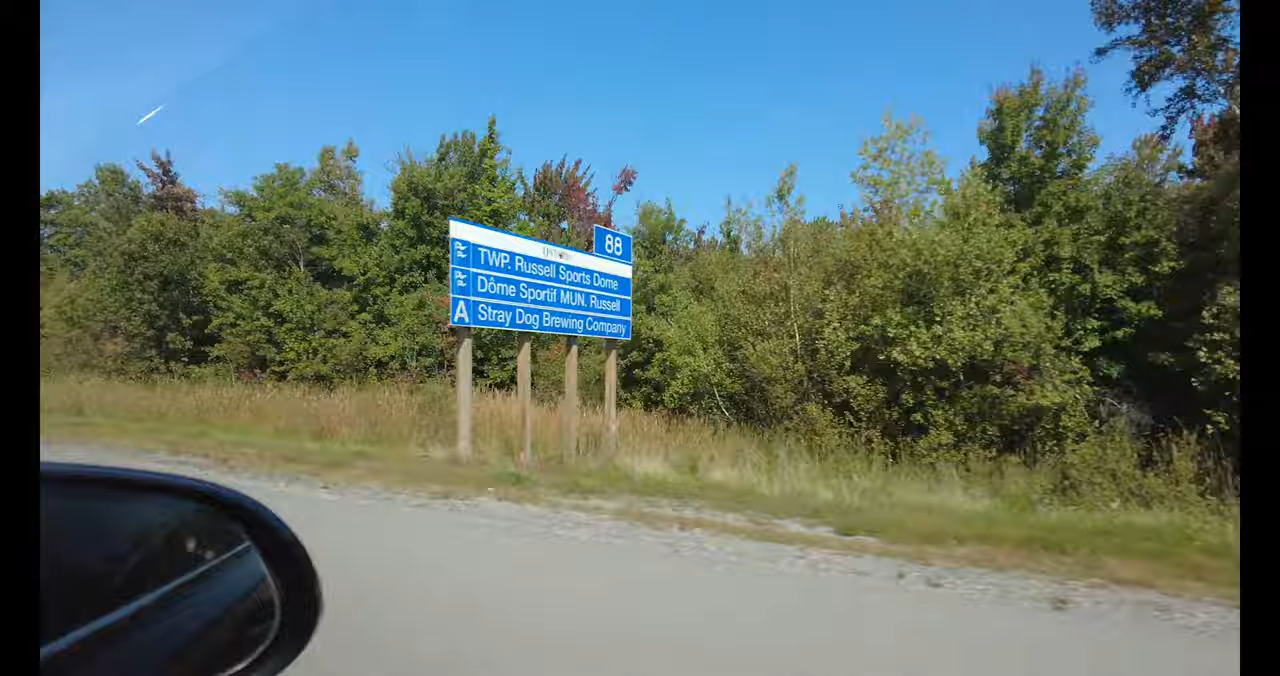 88
TWP. Russell Sports Dome
Dôme Sportif MUN. Russell
A Stray Dog Brewing Company